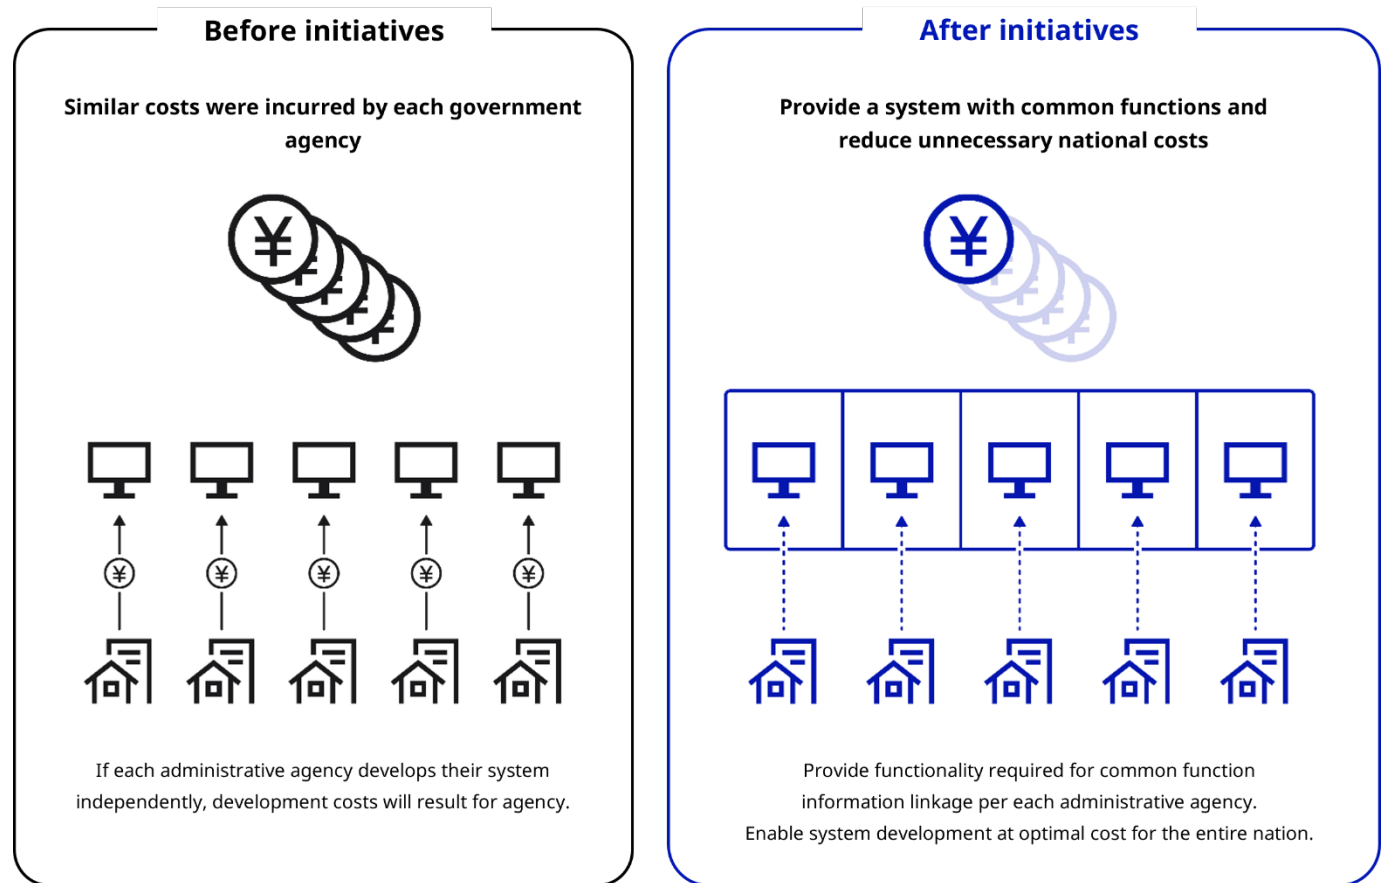 Before initiatives
Similar costs were incurred by each government
agency
¥ ¥ ¥ ¥ ¥
¥ ¥ ¥ ¥ ¥
If each administrative agency develops their system
independently, development costs will result for agency.
After initiatives
Provide a system with common functions and
reduce unnecessary national costs
¥ ¥ ¥ ¥ ¥
Provide functionality required for common function
information linkage per each administrative agency.
Enable system development at optimal cost for the entire nation.